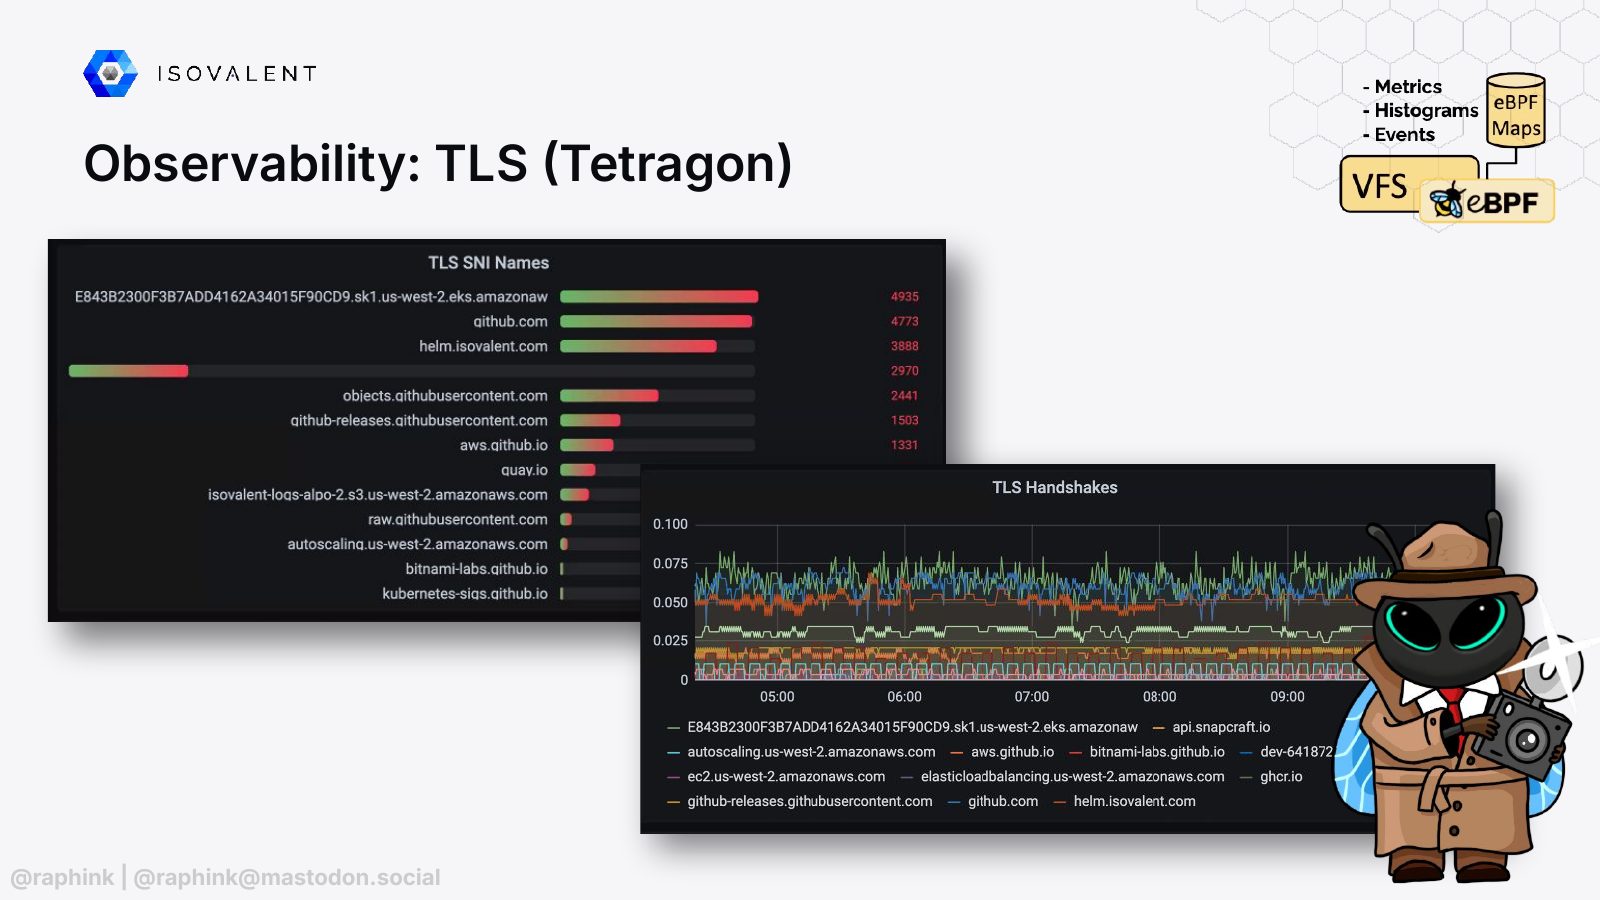 ISOVALENT
- Metrics
- Histograms
- Events
eBPF
Maps
VFS
eBPF
Observability: TLS (Tetragon)
TLS SNI Names
E843B2300F3B7ADD4162A34015F90CD9.sk1.us-west-2.eks.amazonaw 4935
github.com 4773
helm.isovalent.com 3888
2970
objects.githubusercontent.com 2441
github-releases.githubusercontent.com 1503
aws.github.io 1331
quay.io
isovalent-logs-alpo-2.s3.us-west-2.amazonaws.com
raw.githubusercontent.com
autoscaling.us-west-2.amazonaws.com
bitnami-labs.github.io
kubernetes-sigs.github.io
TLS Handshakes
0.100
0.075
0.050
0.025
0
05:00 06:00 07:00 08:00 09:00
E843B2300F3B7ADD4162A34015F90CD9.sk1.us-west-2.eks.amazonaw api.snapcraft.io
autoscaling.us-west-2.amazonaws.com aws.github.io bitnami-labs.github.io dev-641872
ec2.us-west-2.amazonaws.com elasticloadbalancing.us-west-2.amazonaws.com ghcr.io
github-releases.githubusercontent.com github.com helm.isovalent.com
@raphink | @raphink@mastodon.social